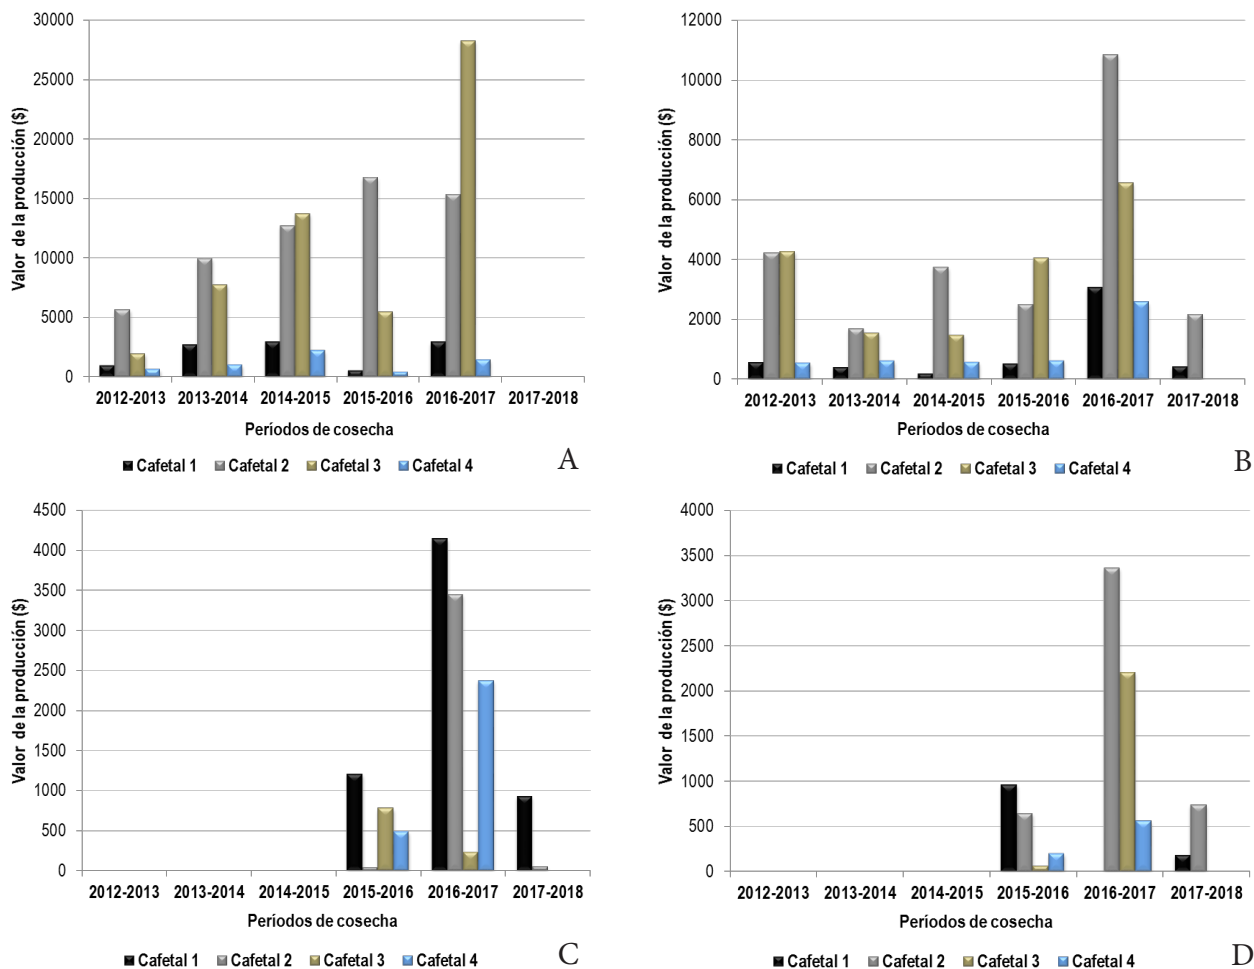 30000
25000
20000
15000
10000
5000
0
Valor de la producción ($)
2012-2013 2013-2014 2014-2015 2015-2016 2016-2017 2017-2018
Períodos de cosecha
Cafetal 1 Cafetal 2 Cafetal 3 Cafetal 4
A
12000
10000
8000
6000
4000
2000
0
Valor de la producción ($)
2012-2013 2013-2014 2014-2015 2015-2016 2016-2017 2017-2018
Períodos de cosecha
Cafetal 1 Cafetal 2 Cafetal 3 Cafetal 4
B
4500
4000
3500
3000
2500
2000
1500
1000
500
0
Valor de la producción ($)
2012-2013 2013-2014 2014-2015 2015-2016 2016-2017 2017-2018
Períodos de cosecha
Cafetal 1 Cafetal 2 Cafetal 3 Cafetal 4
C
4000
3500
3000
2500
2000
1500
1000
500
0
Valor de la producción ($)
2012-2013 2013-2014 2014-2015 2015-2016 2016-2017 2017-2018
Períodos de cosecha
Cafetal 1 Cafetal 2 Cafetal 3 Cafetal 4
D